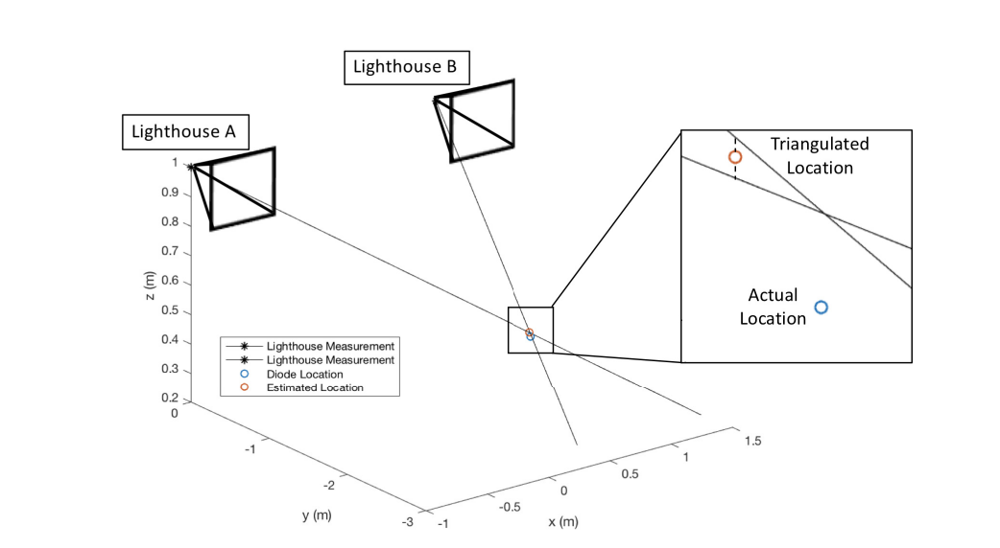 Lighthouse B
Lighthouse A
Triangulated
Location
Actual
Location
1
0.9
0.8
0.7
0.6
0.5
0.4
0.3
0.2
z (m)
Lighthouse Measurement
Lighthouse Measurement
Diode Location
Estimated Location
0
-1
-2
-3
y (m)
-1
-0.5
0
0.5
1
1.5
x (m)